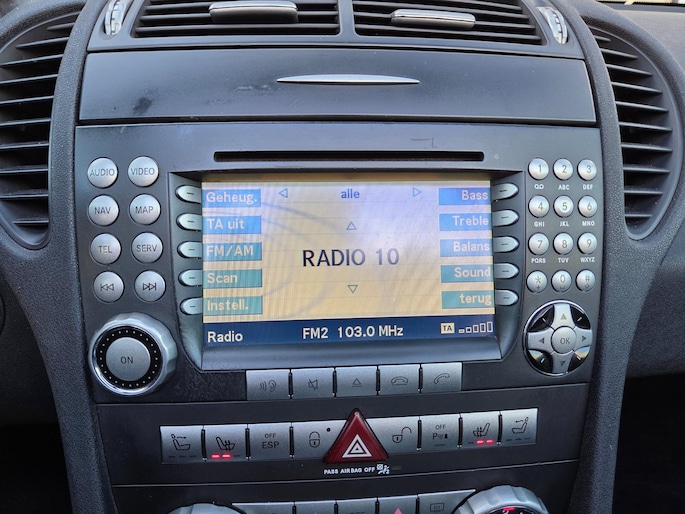 AUDIO VIDEO
NAV MAP
TEL SERV
ON
Geheug. alle Bass
TA uit Treble
FM/AM Balans
RADIO 10
Scan Sound
Instell. terug
Radio FM2 103.0 MHz TA
1 2 3
ABC DEF
4 5 6
GHI JKL MNO
7 8 9
PQRS TUV WXYZ
* 0 #
OK
OFF
ESP
OFF
P
PASS AIRBAG OFF